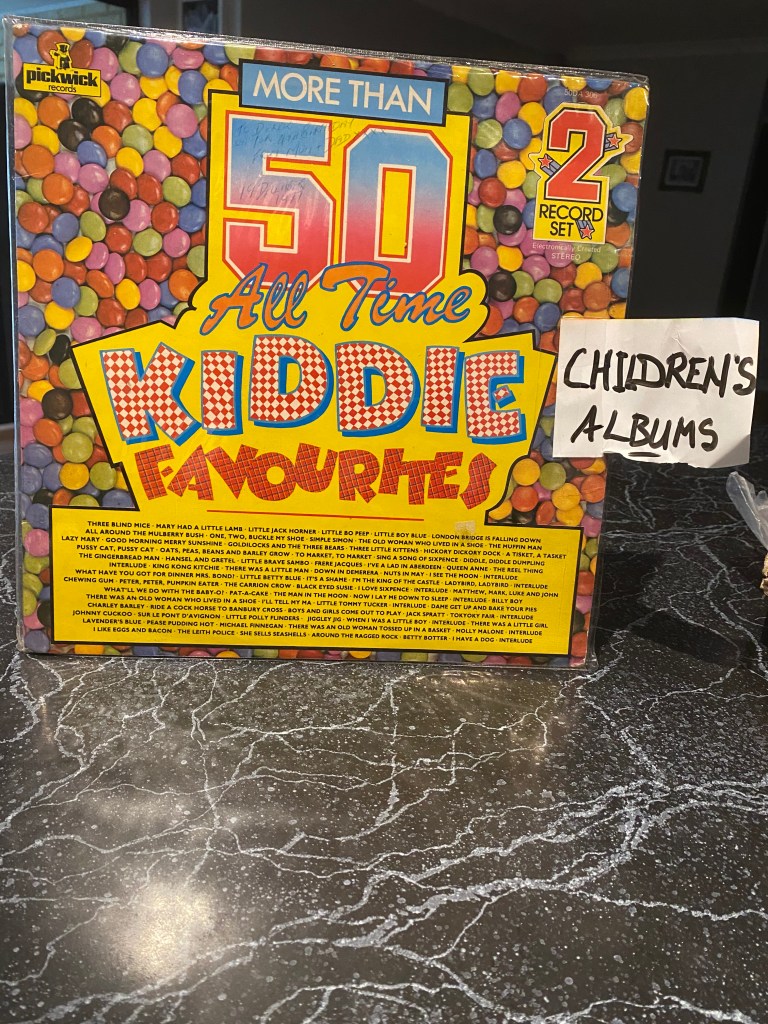 pickwick
records
MORE THAN
50
2
RECORD
SET
Electronically Created
STEREO
All Time
KIDDIE
FAVOURITES
CHILDREN'S
ALBUMS
THREE BLIND MICE · MARY HAD A LITTLE LAMB · LITTLE JACK HORNER · LITTLE BO PEEP · LITTLE BOY BLUE · LONDON BRIDGE IS FALLING DOWN
ALL AROUND THE MULBERRY BUSH · ONE, TWO, BUCKLE MY SHOE · SIMPLE SIMON · THE OLD WOMAN WHO LIVED IN A SHOE · THE MUFFIN MAN
LAZY MARY · GOOD MORNING MERRY SUNSHINE · GOLDILOCKS AND THE THREE BEARS · THREE LITTLE KITTENS · HICKORY DICKORY DOCK · A TISKET, A TASKET
PUSSY CAT, PUSSY CAT · OATS, PEAS, BEANS AND BARLEY GROW · TO MARKET, TO MARKET · SING A SONG OF SIXPENCE · DIDDLE, DIDDLE DUMPLING
THE GINGERBREAD MAN · HANSEL AND GRETEL · LITTLE BRAVE SAMBO · FRERE JACQUES · I'VE A LAD IN ABERDEEN · QUEEN ANNE · THE REEL THING
INTERLUDE · KING KONG KITCHIE · THERE WAS A LITTLE MAN · DOWN IN DEMERERA · NUTS IN MAY · I SEE THE MOON · INTERLUDE
WHAT HAVE YOU GOT FOR DINNER MRS. BOND? · LITTLE BETTY BLUE · IT'S A SHAME · I'M THE KING OF THE CASTLE · LADYBIRD, LADYBIRD · INTERLUDE
CHEWING GUM · PETER, PETER, PUMPKIN EATER · THE CARRION CROW · BLACK EYED SUSIE · I LOVE SIXPENCE · INTERLUDE · MATTHEW, MARK, LUKE AND JOHN
WHAT'LL WE DO WITH THE BABY-O? · PAT-A-CAKE · THE MAN IN THE MOON · NOW I LAY ME DOWN TO SLEEP · INTERLUDE · BILLY BOY
THERE WAS AN OLD WOMAN WHO LIVED IN A SHOE · I'LL TELL MY MA · LITTLE TOMMY TUCKER · INTERLUDE · DAME GET UP AND BAKE YOUR PIES
CHARLEY BARLEY · RIDE A COCK HORSE TO BANBURY CROSS · BOYS AND GIRLS COME OUT TO PLAY · JACK SPRATT · TOKYOKY FAIR · INTERLUDE
JOHNNY CUCKOO · SUR LE PONT D'AVIGNON · LITTLE POLLY FLINDERS · JIGGLEY JIG · WHEN I WAS A LITTLE BOY · INTERLUDE · THERE WAS A LITTLE GIRL
LAVENDER'S BLUE · PEASE PUDDING HOT · MICHAEL FINNEGAN · THERE WAS AN OLD WOMAN TOSSED UP IN A BASKET · MOLLY MALONE · INTERLUDE
I LIKE EGGS AND BACON · THE LEITH POLICE · SHE SELLS SEASHELLS · AROUND THE RAGGED ROCK · BETTY BOTTER · I HAVE A DOG · INTERLUDE